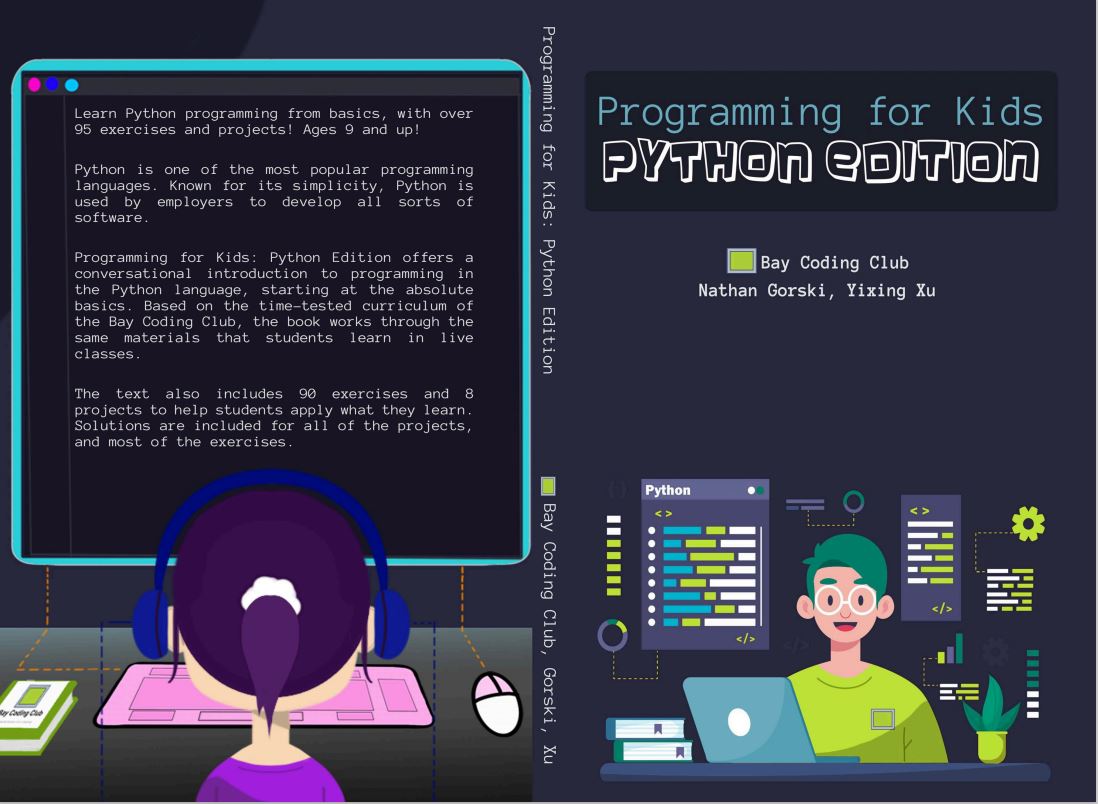 Learn Python programming from basics, with over
95 exercises and projects! Ages 9 and up!
Python is one of the most popular programming
languages. Known for its simplicity, Python is
used by employers to develop all sorts of
software.
Programming for Kids: Python Edition offers a
conversational introduction to programming in
the Python language, starting at the absolute
basics. Based on the time-tested curriculum of
the Bay Coding Club, the book works through the
same materials that students learn in live
classes.
The text also includes 90 exercises and 8
projects to help students apply what they learn.
Solutions are included for all of the projects,
and most of the exercises.
Bay Coding Club
Programming for Kids: Python Edition
Bay Coding Club, Gorski, Xu
Programming for Kids
PYTHON EDITION
Bay Coding Club
Nathan Gorski, Yixing Xu
{}
Python
< >
</>
< >
</>
</>